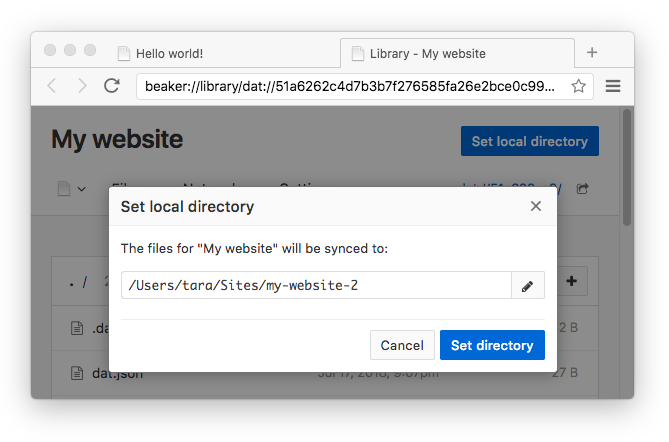 Hello world!
Library - My website
beaker://library/dat://51a6262c4d7b3b7f276585fa26e2bce0c99...
My website
Set local directory
Set local directory
The files for "My website" will be synced to:
/Users/tara/Sites/my-website-2
. /
Cancel
Set directory
2 B
dat.json
Jul 17, 2018, 9:07pm
27 B